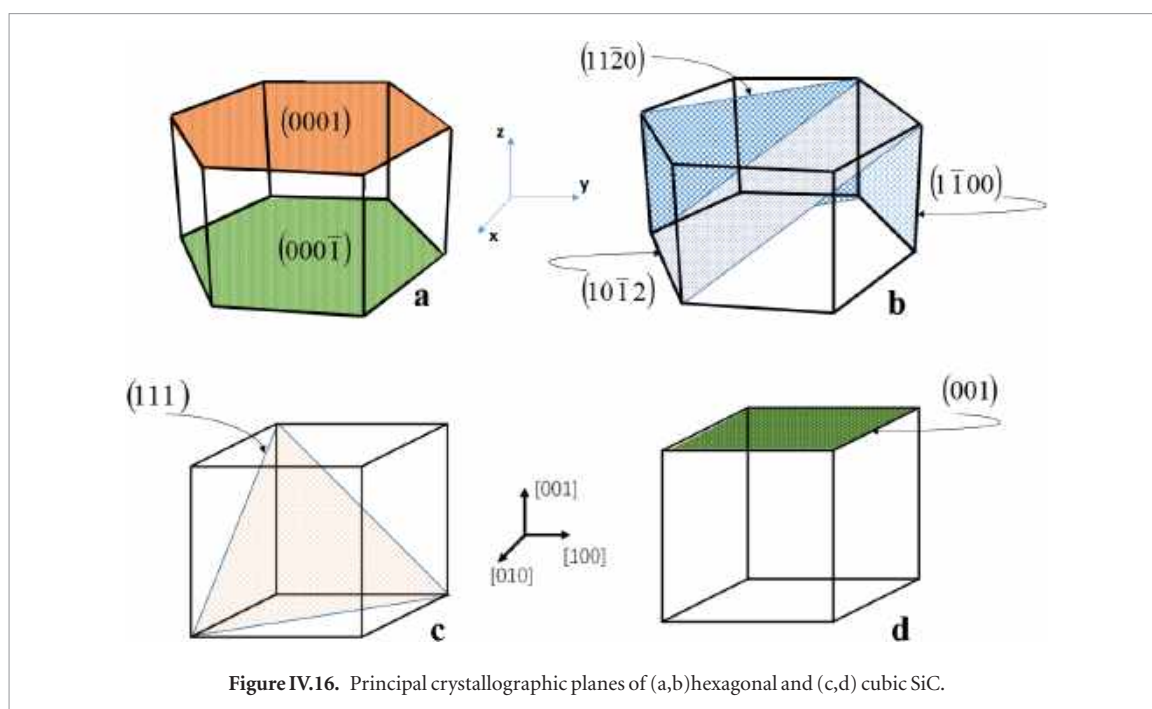 (112̅0)
(0001)
z
y
x
(11̅00)
(0001̅)
(101̅2)
a
b
(111)
(001)
[001]
[100]
[010]
c
d
Figure IV.16. Principal crystallographic planes of (a,b)hexagonal and (c,d) cubic SiC.